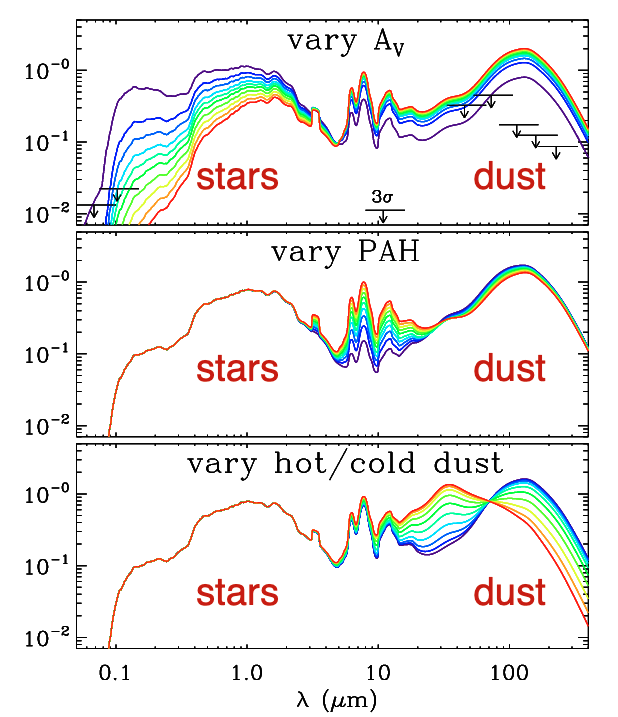 vary A_V
10⁻⁰
10⁻¹
10⁻²
stars
dust
3σ
vary PAH
10⁻⁰
10⁻¹
10⁻²
stars
dust
vary hot/cold dust
10⁻⁰
10⁻¹
10⁻²
stars
dust
0.1 1.0 10 100
λ (μm)